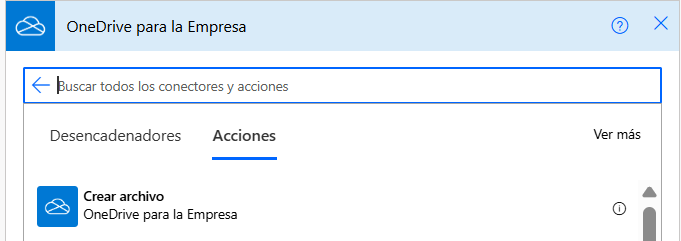 OneDrive para la Empresa
Buscar todos los conectores y acciones
Desencadenadores Acciones Ver más
Crear archivo
OneDrive para la Empresa